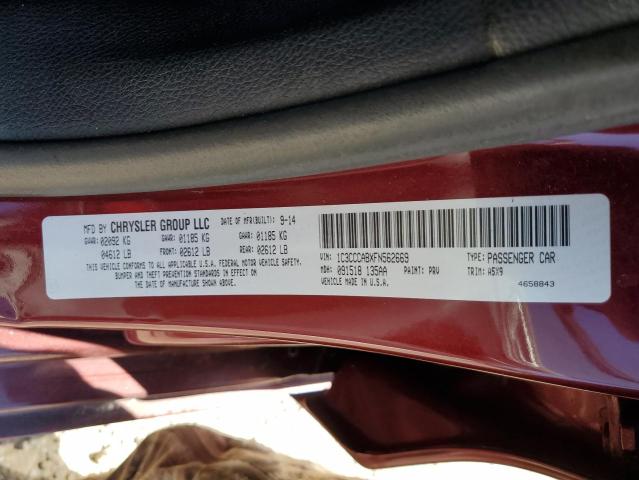 MFD BY CHRYSLER GROUP LLC DATE OF MFR(BUILT): 9-14
GVWR: 02092 KG GAWR: 01185 KG GAWR: 01185 KG
04612 LB FRONT: 02612 LB REAR: 02612 LB
THIS VEHICLE CONFORMS TO ALL APPLICABLE U.S.A. FEDERAL MOTOR VEHICLE SAFETY,
BUMPER AND THEFT PREVENTION STANDARDS IN EFFECT ON
THE DATE OF MANUFACTURE SHOWN ABOVE.
VIN: 1C3CCCABXFN562669 TYPE: PASSENGER CAR
MDH: 091518 135AA PAINT: PRV TRIM: A5X9
VEHICLE MADE IN U.S.A. 4658843